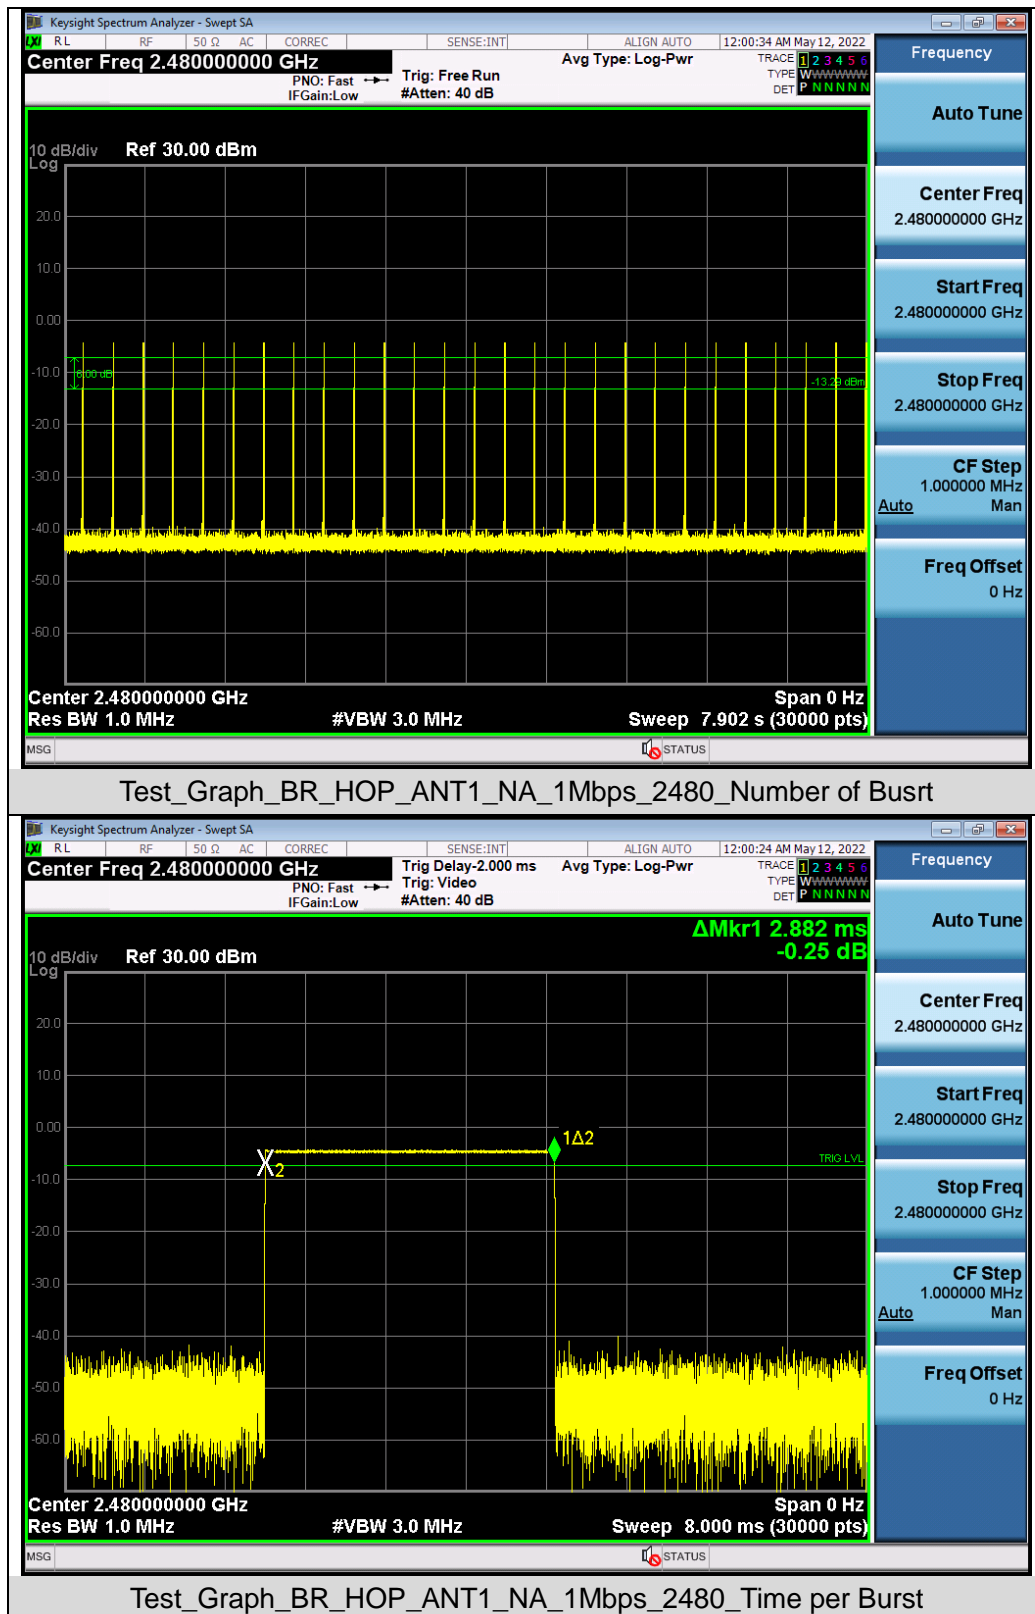 Keysight Spectrum Analyzer - Swept SA
LXI RL RF 50 Ω AC CORREC SENSE:INT ALIGN AUTO 12:00:34 AM May 12, 2022
Center Freq 2.480000000 GHz
PNO: Fast
IFGain:Low
Trig: Free Run
#Atten: 40 dB
Avg Type: Log-Pwr
TRACE 1 2 3 4 5 6
TYPE WWWWWW
DET P N N N N N
Frequency
Auto Tune
Center Freq
2.480000000 GHz
Start Freq
2.480000000 GHz
Stop Freq
2.480000000 GHz
CF Step
1.000000 MHz
Auto Man
Freq Offset
0 Hz
10 dB/div Ref 30.00 dBm
Log
20.0
10.0
0.00
-10.0
-20.0
-30.0
-40.0
-50.0
-60.0
6.00 dB
-13.29 dBm
Center 2.480000000 GHz Span 0 Hz
Res BW 1.0 MHz #VBW 3.0 MHz Sweep 7.902 s (30000 pts)
MSG STATUS
Test_Graph_BR_HOP_ANT1_NA_1Mbps_2480_Number of Busrt
Keysight Spectrum Analyzer - Swept SA
LXI RL RF 50 Ω AC CORREC SENSE:INT ALIGN AUTO 12:00:24 AM May 12, 2022
Center Freq 2.480000000 GHz
PNO: Fast
IFGain:Low
Trig Delay-2.000 ms
Trig: Video
#Atten: 40 dB
Avg Type: Log-Pwr
TRACE 1 2 3 4 5 6
TYPE WWWWWW
DET P N N N N N
Frequency
Auto Tune
Center Freq
2.480000000 GHz
Start Freq
2.480000000 GHz
Stop Freq
2.480000000 GHz
CF Step
1.000000 MHz
Auto Man
Freq Offset
0 Hz
ΔMkr1 2.882 ms
-0.25 dB
10 dB/div Ref 30.00 dBm
Log
20.0
10.0
0.00
-10.0
-20.0
-30.0
-40.0
-50.0
-60.0
2
1Δ2
TRIG LVL
Center 2.480000000 GHz Span 0 Hz
Res BW 1.0 MHz #VBW 3.0 MHz Sweep 8.000 ms (30000 pts)
MSG STATUS
Test_Graph_BR_HOP_ANT1_NA_1Mbps_2480_Time per Burst